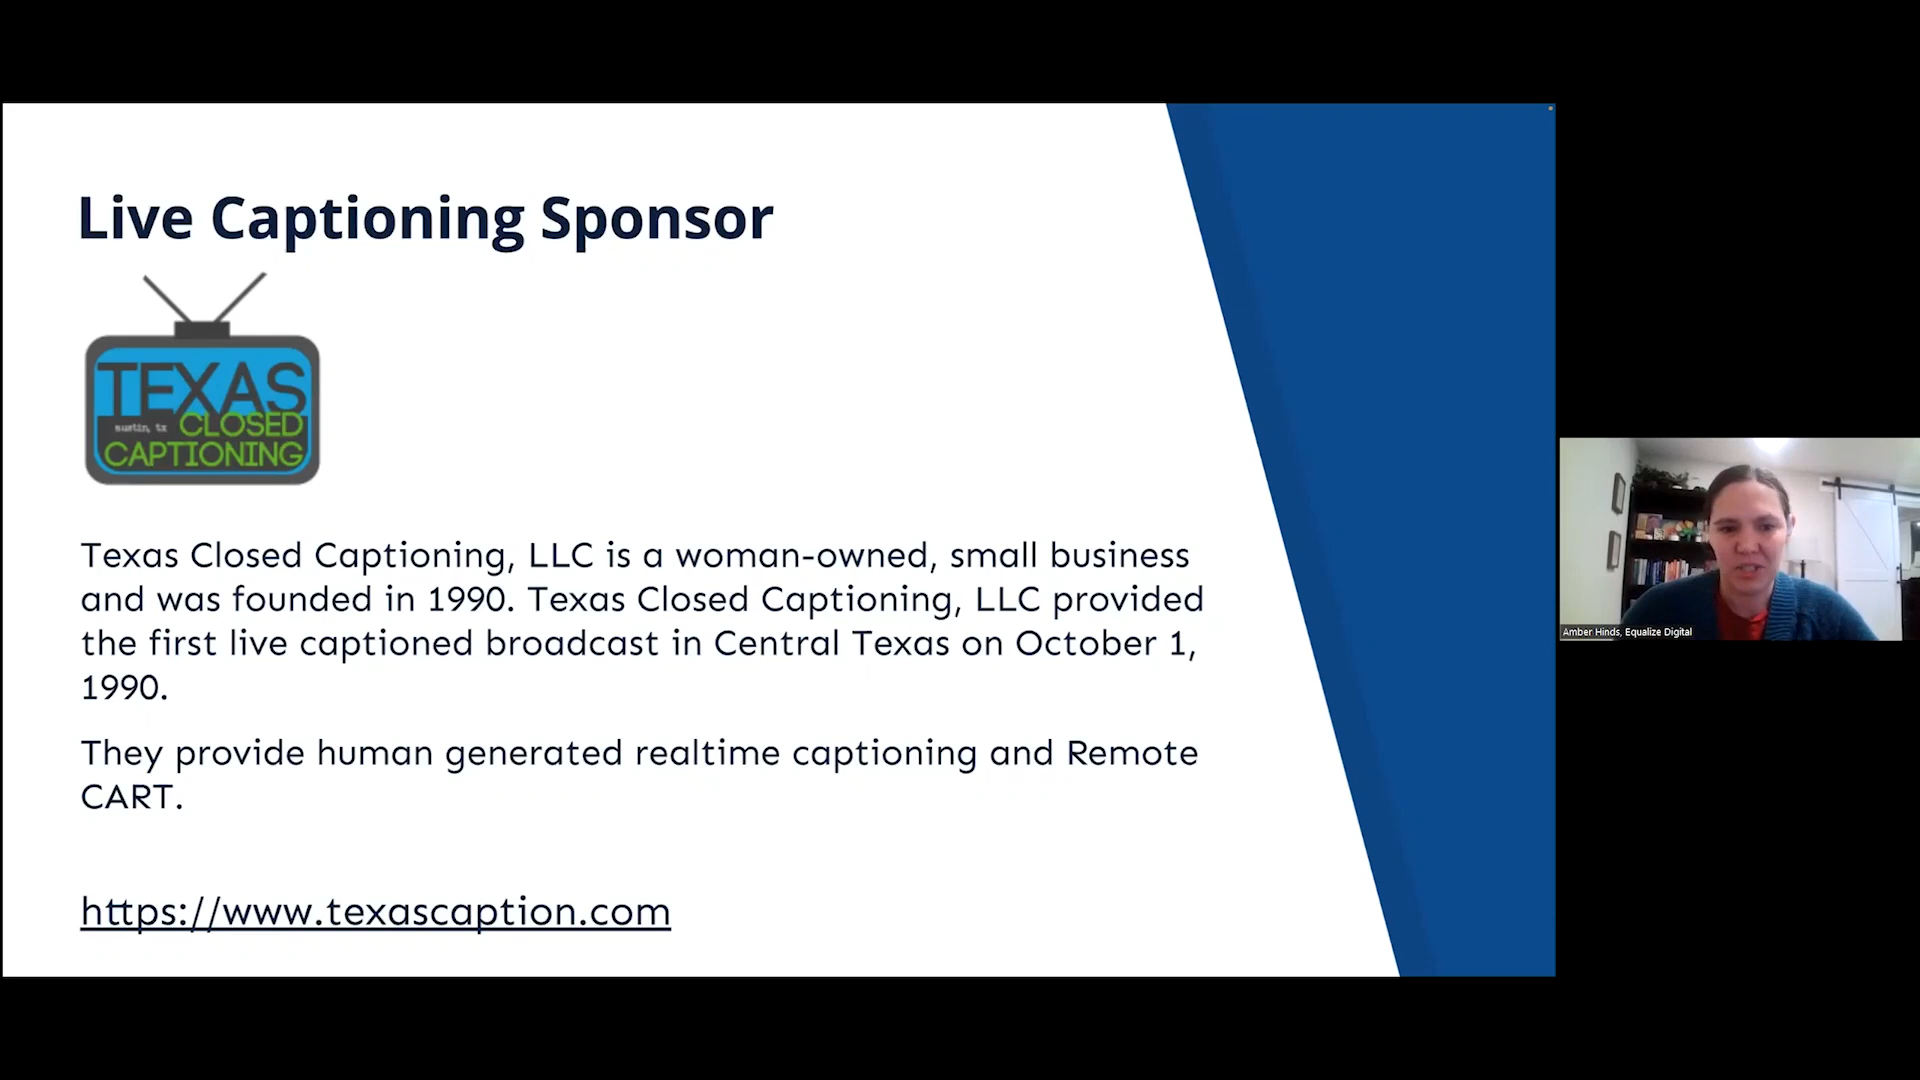 Live Captioning Sponsor
TEXAS
austin, tx CLOSED
CAPTIONING
Texas Closed Captioning, LLC is a woman-owned, small business
and was founded in 1990. Texas Closed Captioning, LLC provided
the first live captioned broadcast in Central Texas on October 1,
1990.
They provide human generated realtime captioning and Remote
CART.
https://www.texascaption.com
Amber Hinds, Equalize Digital